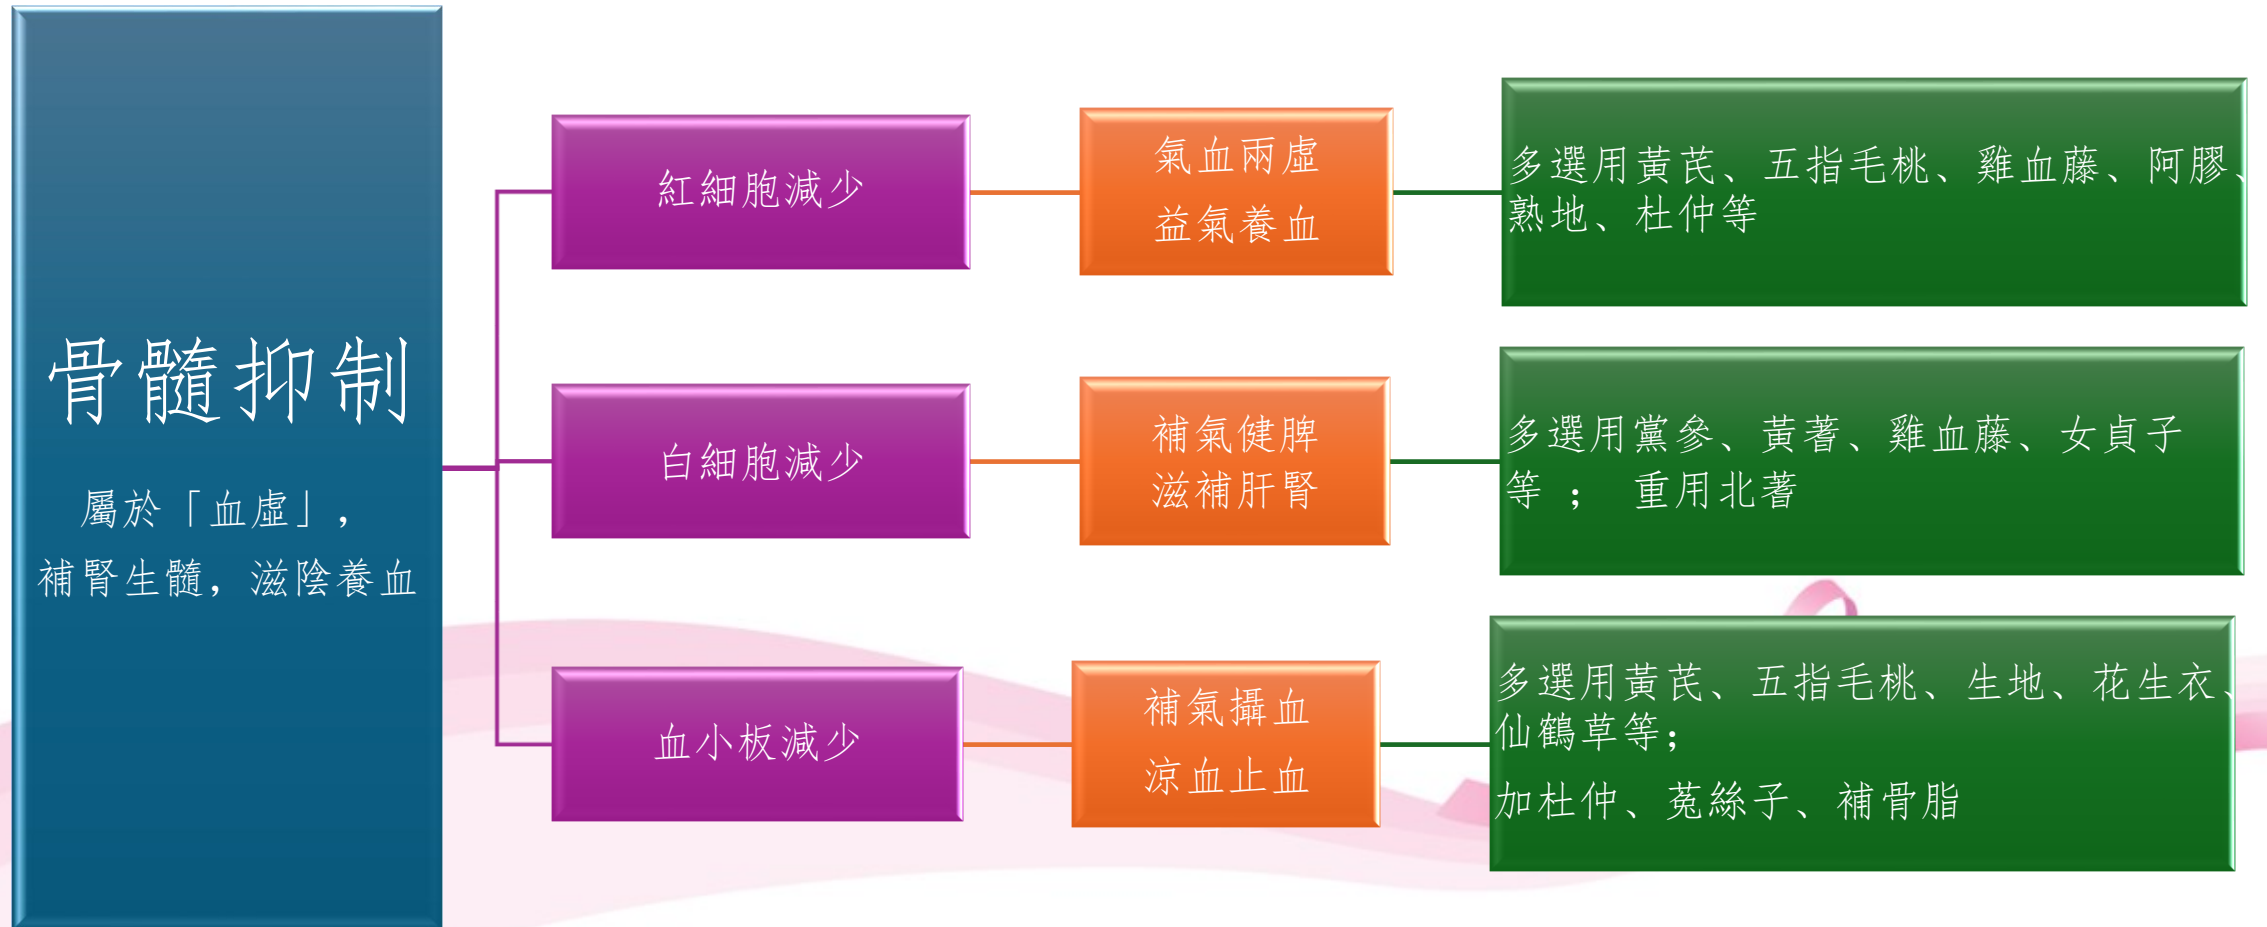 骨髓抑制
屬於「血虛」,
補腎生髓，滋陰養血
紅細胞減少
氣血兩虛
益氣養血
多選用黃芪、五指毛桃、雞血藤、阿膠、
熟地、杜仲等
白細胞減少
補氣健脾
滋補肝腎
多選用黨參、黃蓍、雞血藤、女貞子
等 ； 重用北蓍
血小板減少
補氣攝血
涼血止血
多選用黃芪、五指毛桃、生地、花生衣、
仙鶴草等；
加杜仲、菟絲子、補骨脂